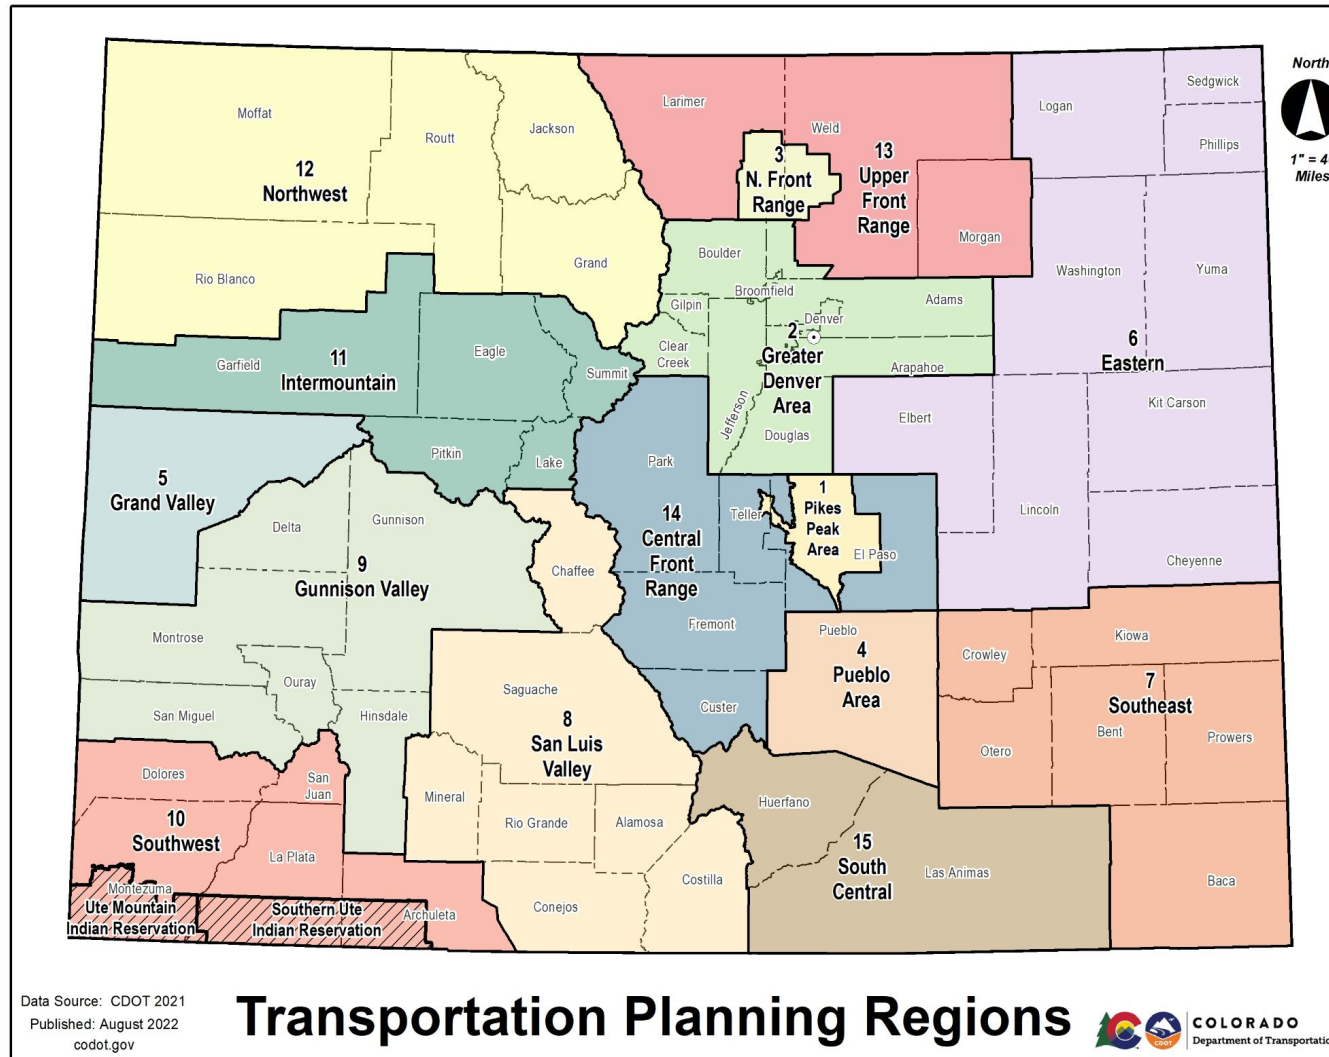 North
1" = 4
Miles
Moffat
Routt
Jackson
12
Northwest
Rio Blanco
Grand
Larimer
Weld
3
N. Front
Range
13
Upper
Front
Range
Morgan
Logan
Sedgwick
Phillips
Washington
Yuma
6
Eastern
Kit Carson
Elbert
Lincoln
Cheyenne
Boulder
Broomfield
Gilpin
Adams
Denver
2
Greater
Denver
Area
Clear
Creek
Arapahoe
Jefferson
Douglas
Garfield
11
Intermountain
Eagle
Summit
Pitkin
Lake
5
Grand Valley
Delta
Gunnison
9
Gunnison Valley
Montrose
Ouray
San Miguel
Hinsdale
Chaffee
Park
14
Central
Front
Range
Teller
1
Pikes
Peak
Area
El Paso
Fremont
Custer
Pueblo
4
Pueblo
Area
Crowley
Kiowa
7
Southeast
Otero
Bent
Prowers
Baca
Saguache
8
San Luis
Valley
Mineral
Rio Grande
Alamosa
Conejos
Costilla
Huerfano
15
South
Central
Las Animas
Dolores
San
Juan
10
Southwest
La Plata
Montezuma
Ute Mountain
Indian Reservation
Southern Ute
Indian Reservation
Archuleta
Data Source: CDOT 2021
Published: August 2022
codot.gov
Transportation Planning Regions
CDOT
COLORADO
Department of Transportatio